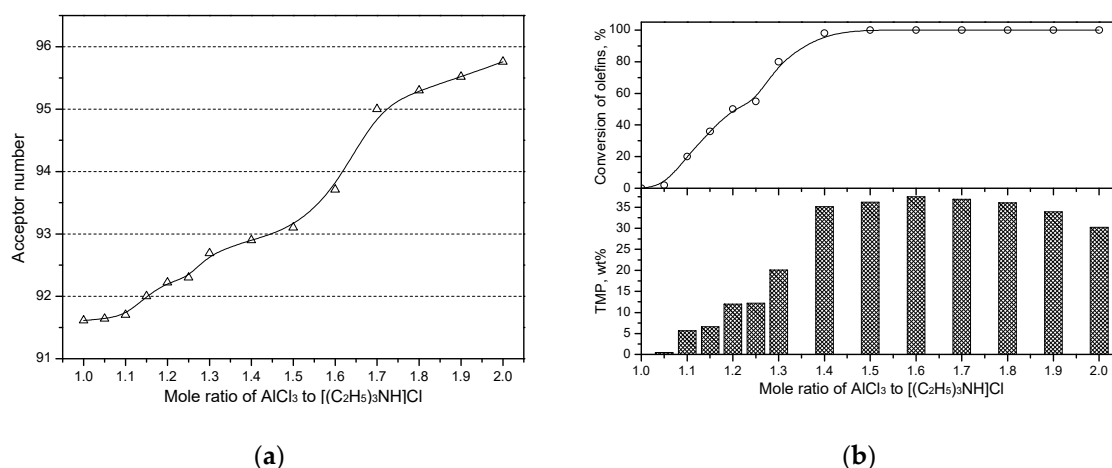 96
95
94
93
92
91
Acceptor number
1.0 1.1 1.2 1.3 1.4 1.5 1.6 1.7 1.8 1.9 2.0
Mole ratio of AlCl₃ to [(C₂H₅)₃NH]Cl
(a)
100
80
60
40
20
0
Conversion of olefins, %
35
30
25
20
15
10
5
0
TMP, wt%
1.0 1.1 1.2 1.3 1.4 1.5 1.6 1.7 1.8 1.9 2.0
Mole ratio of AlCl₃ to [(C₂H₅)₃NH]Cl
(b)